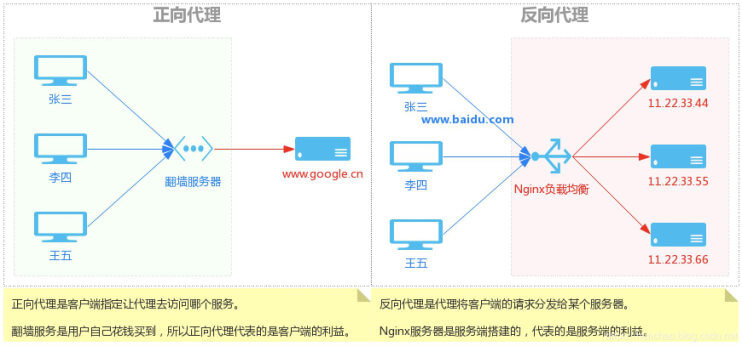 正向代理
张三
李四
王五
翻墙服务器
www.google.cn
正向代理是客户端指定让代理去访问哪个服务。
翻墙服务是用户自己花钱买到，所以正向代理代表的是客户端的利益。
反向代理
张三
www.baidu.com
李四
王五
Nginx负载均衡
11.22.33.44
11.22.33.55
11.22.33.66
反向代理是代理将客户端的请求分发给某个服务器。
Nginx服务器是服务端搭建的，代表的是服务端的利益。